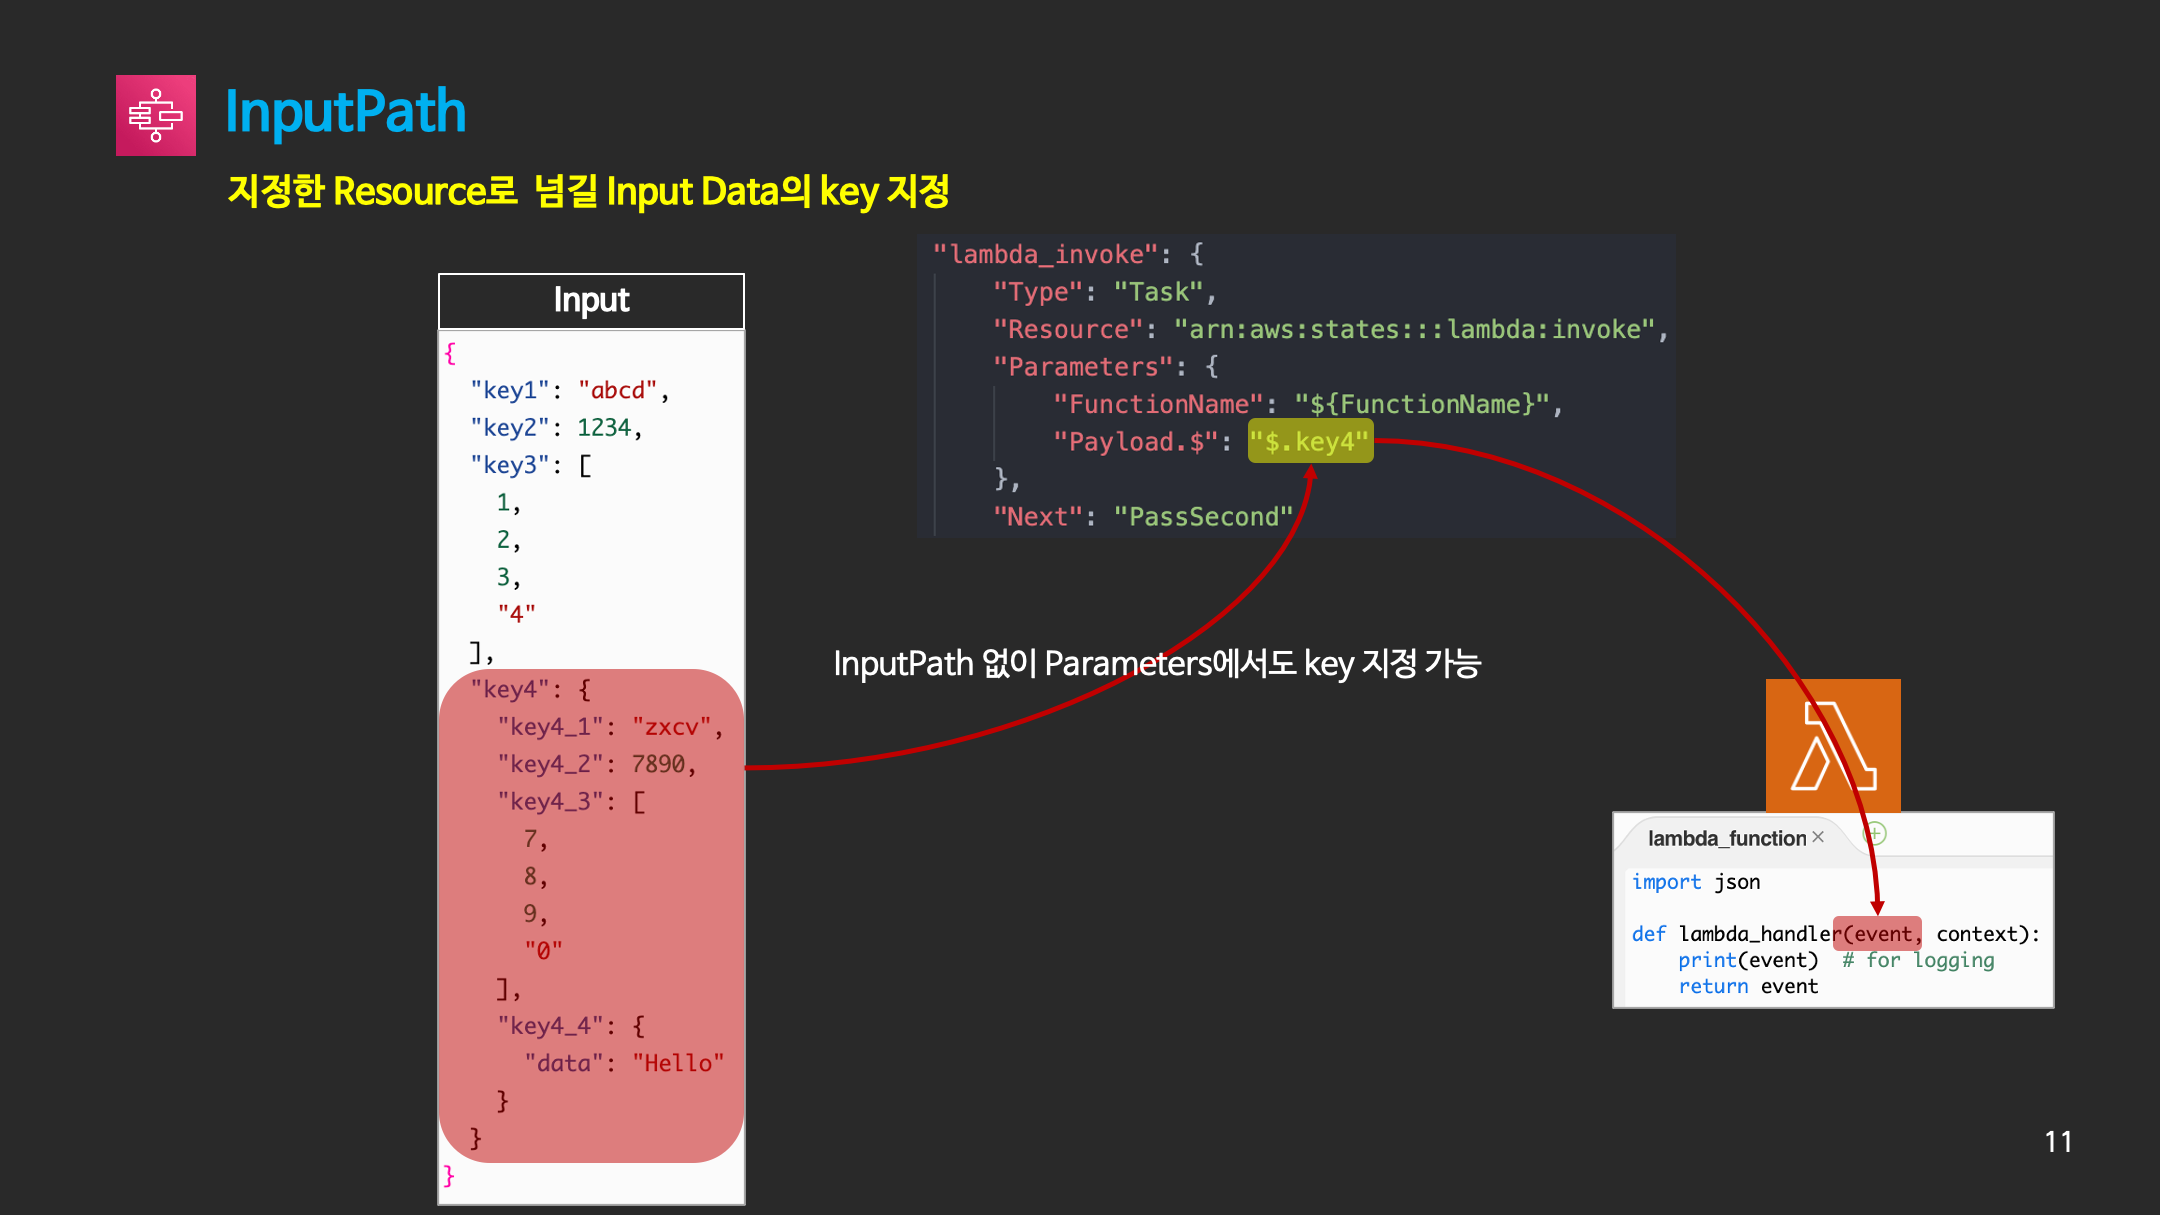 InputPath
지정한 Resource로 넘길 Input Data의 key 지정
Input
{
  "key1": "abcd",
  "key2": 1234,
  "key3": [
    1,
    2,
    3,
    "4"
  ],
  "key4": {
    "key4_1": "zxcv",
    "key4_2": 7890,
    "key4_3": [
      7,
      8,
      9,
      "0"
    ],
    "key4_4": {
      "data": "Hello"
    }
  }
}
"lambda_invoke": {
    "Type": "Task",
    "Resource": "arn:aws:states:::lambda:invoke",
    "Parameters": {
        "FunctionName": "${FunctionName}",
        "Payload.$": "$.key4"
    },
    "Next": "PassSecond"
InputPath 없이 Parameters에서도 key 지정 가능
lambda_function
import json
def lambda_handler(event, context):
    print(event)  # for logging
    return event
11